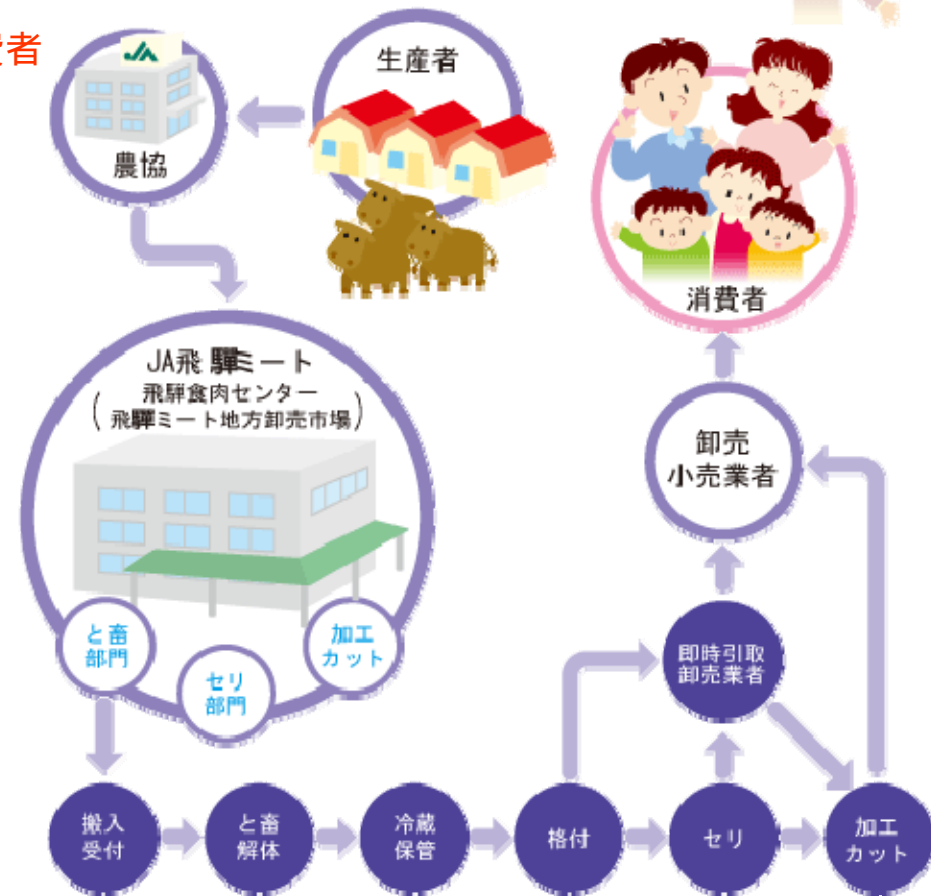 費者
JA
農協
生産者
消費者
JA飛騨ミート
飛騨食肉センター
(飛騨ミート地方卸売市場)
と畜
部門
セリ
部門
加工
カット
卸売
小売業者
即時引取
卸売業者
搬入
受付
と畜
解体
冷蔵
保管
格付
セリ
加工
カット